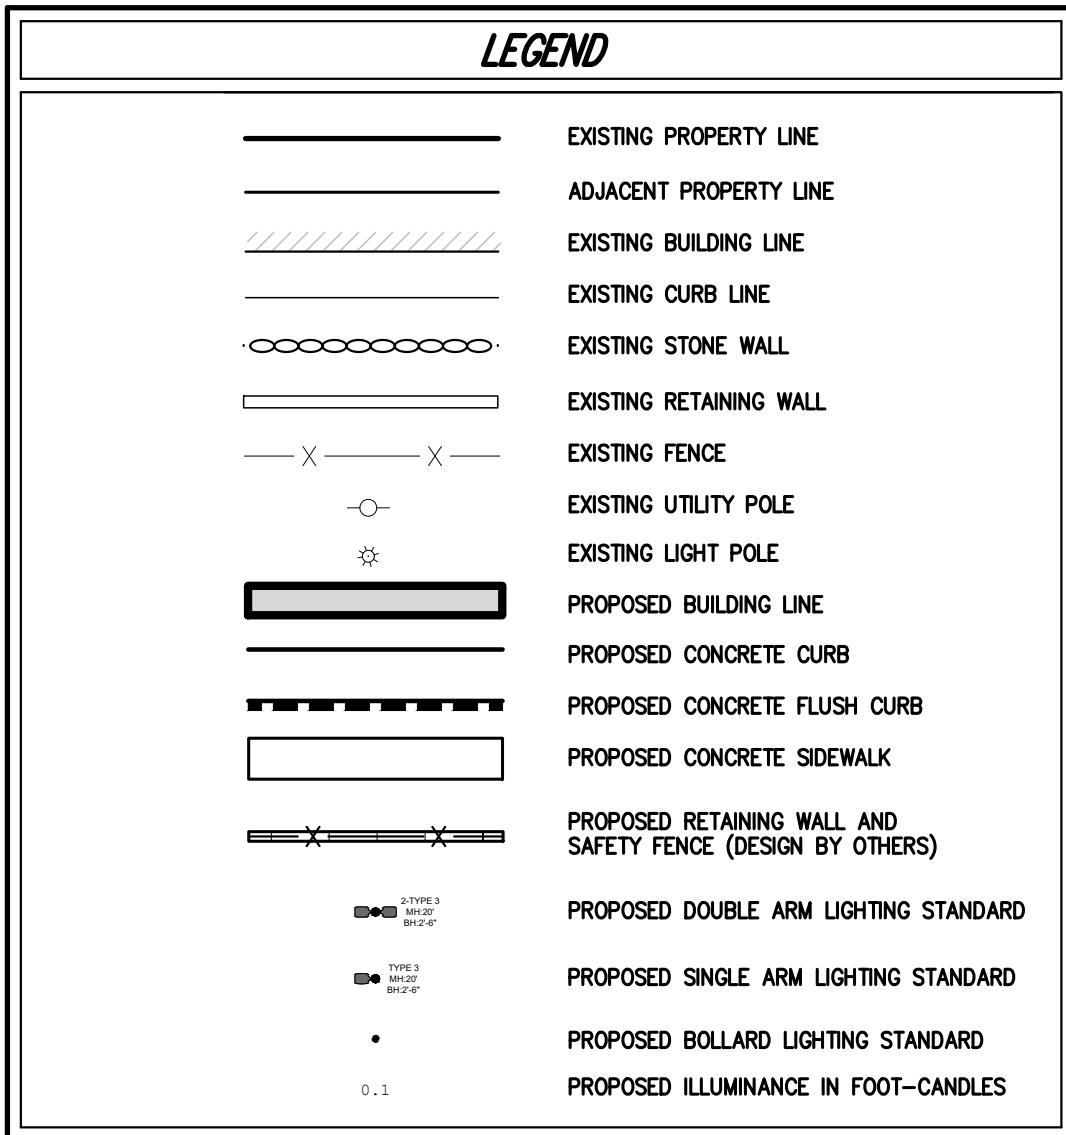 LEGEND
EXISTING PROPERTY LINE
ADJACENT PROPERTY LINE
EXISTING BUILDING LINE
EXISTING CURB LINE
EXISTING STONE WALL
EXISTING RETAINING WALL
X X
EXISTING FENCE
EXISTING UTILITY POLE
EXISTING LIGHT POLE
PROPOSED BUILDING LINE
PROPOSED CONCRETE CURB
PROPOSED CONCRETE FLUSH CURB
PROPOSED CONCRETE SIDEWALK
X X
PROPOSED RETAINING WALL AND
SAFETY FENCE (DESIGN BY OTHERS)
2-TYPE 3
MH:20'
BH:2'-6"
PROPOSED DOUBLE ARM LIGHTING STANDARD
TYPE 3
MH:20'
BH:2'-6"
PROPOSED SINGLE ARM LIGHTING STANDARD
PROPOSED BOLLARD LIGHTING STANDARD
0.1
PROPOSED ILLUMINANCE IN FOOT-CANDLES